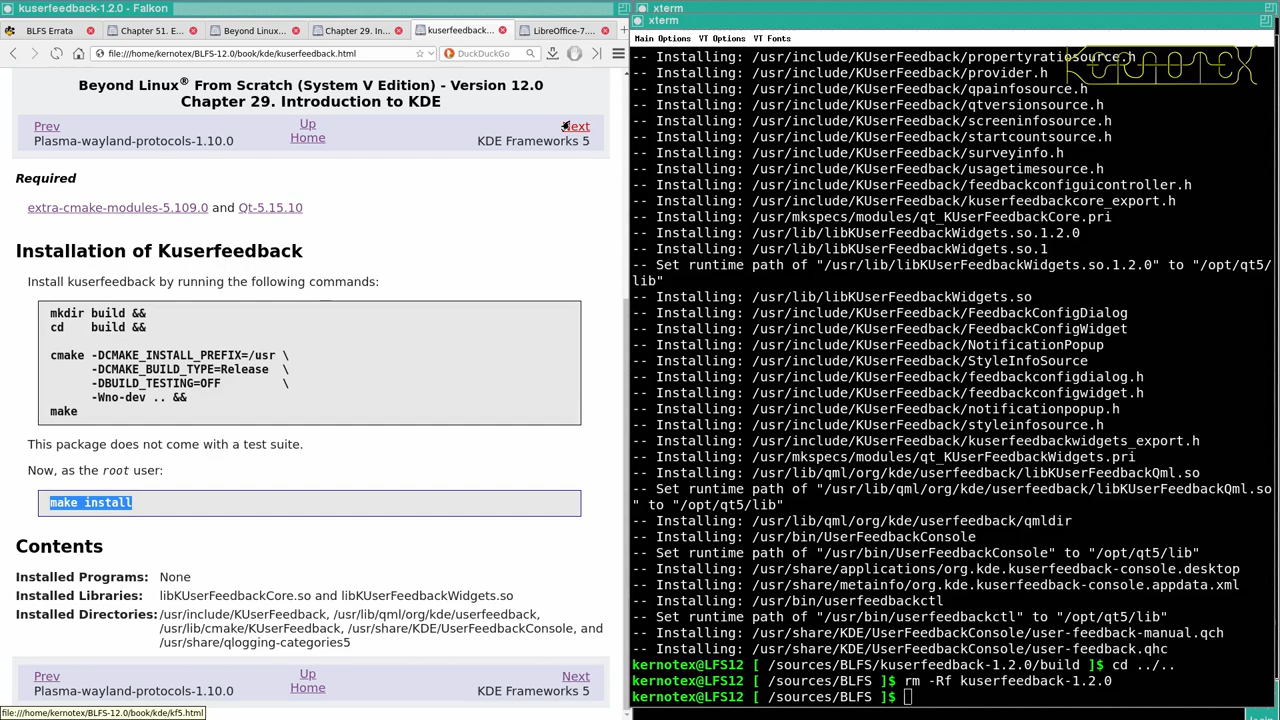 kuserfeedback-1.2.0 - Falkon
BLFS Errata
Chapter 51. E...
Beyond Linux...
Chapter 29. In...
kuserfeedback...
LibreOffice-7....
file:///home/kernotex/BLFS-12.0/book/kde/kuserfeedback.html
DuckDuckGo
Beyond Linux® From Scratch (System V Edition) - Version 12.0
Chapter 29. Introduction to KDE
Prev
Up
Next
Plasma-wayland-protocols-1.10.0
Home
KDE Frameworks 5
Required
extra-cmake-modules-5.109.0 and Qt-5.15.10
Installation of Kuserfeedback
Install kuserfeedback by running the following commands:
mkdir build &&
cd    build &&
cmake -DCMAKE_INSTALL_PREFIX=/usr \
-DCMAKE_BUILD_TYPE=Release  \
-DBUILD_TESTING=OFF         \
-Wno-dev .. &&
make
This package does not come with a test suite.
Now, as the root user:
make install
Contents
Installed Programs: None
Installed Libraries: libKUserFeedbackCore.so and libKUserFeedbackWidgets.so
Installed Directories: /usr/include/KUserFeedback, /usr/lib/qml/org/kde/userfeedback,
/usr/lib/cmake/KUserFeedback, /usr/share/KDE/UserFeedbackConsole, and
/usr/share/qlogging-categories5
Prev
Up
Next
Plasma-wayland-protocols-1.10.0
Home
KDE Frameworks 5
file:///home/kernotex/BLFS-12.0/book/kde/kf5.html
xterm
xterm
Main Options  VT Options  VT Fonts
KERNOTEX
-- Installing: /usr/include/KUserFeedback/propertyratiosource.h
-- Installing: /usr/include/KUserFeedback/provider.h
-- Installing: /usr/include/KUserFeedback/qpainfosource.h
-- Installing: /usr/include/KUserFeedback/qtversionsource.h
-- Installing: /usr/include/KUserFeedback/screeninfosource.h
-- Installing: /usr/include/KUserFeedback/startcountsource.h
-- Installing: /usr/include/KUserFeedback/surveyinfo.h
-- Installing: /usr/include/KUserFeedback/usagetimesource.h
-- Installing: /usr/include/KUserFeedback/feedbackconfiguicontroller.h
-- Installing: /usr/include/KUserFeedback/kuserfeedbackcore_export.h
-- Installing: /usr/mkspecs/modules/qt_KUserFeedbackCore.pri
-- Installing: /usr/lib/libKUserFeedbackWidgets.so.1.2.0
-- Installing: /usr/lib/libKUserFeedbackWidgets.so.1
-- Set runtime path of "/usr/lib/libKUserFeedbackWidgets.so.1.2.0" to "/opt/qt5/
lib"
-- Installing: /usr/lib/libKUserFeedbackWidgets.so
-- Installing: /usr/include/KUserFeedback/FeedbackConfigDialog
-- Installing: /usr/include/KUserFeedback/FeedbackConfigWidget
-- Installing: /usr/include/KUserFeedback/NotificationPopup
-- Installing: /usr/include/KUserFeedback/StyleInfoSource
-- Installing: /usr/include/KUserFeedback/feedbackconfigdialog.h
-- Installing: /usr/include/KUserFeedback/feedbackconfigwidget.h
-- Installing: /usr/include/KUserFeedback/notificationpopup.h
-- Installing: /usr/include/KUserFeedback/styleinfosource.h
-- Installing: /usr/include/KUserFeedback/kuserfeedbackwidgets_export.h
-- Installing: /usr/mkspecs/modules/qt_KUserFeedbackWidgets.pri
-- Installing: /usr/lib/qml/org/kde/userfeedback/libKUserFeedbackQml.so
-- Set runtime path of "/usr/lib/qml/org/kde/userfeedback/libKUserFeedbackQml.so
" to "/opt/qt5/lib"
-- Installing: /usr/lib/qml/org/kde/userfeedback/qmldir
-- Installing: /usr/bin/UserFeedbackConsole
-- Set runtime path of "/usr/bin/UserFeedbackConsole" to "/opt/qt5/lib"
-- Installing: /usr/share/applications/org.kde.kuserfeedback-console.desktop
-- Installing: /usr/share/metainfo/org.kde.kuserfeedback-console.appdata.xml
-- Installing: /usr/bin/userfeedbackctl
-- Set runtime path of "/usr/bin/userfeedbackctl" to "/opt/qt5/lib"
-- Installing: /usr/share/KDE/UserFeedbackConsole/user-feedback-manual.qch
-- Installing: /usr/share/KDE/UserFeedbackConsole/user-feedback.qhc
kernotex@LFS12 [ /sources/BLFS/kuserfeedback-1.2.0/build ]$ cd ../..
kernotex@LFS12 [ /sources/BLFS ]$ rm -Rf kuserfeedback-1.2.0
kernotex@LFS12 [ /sources/BLFS ]$